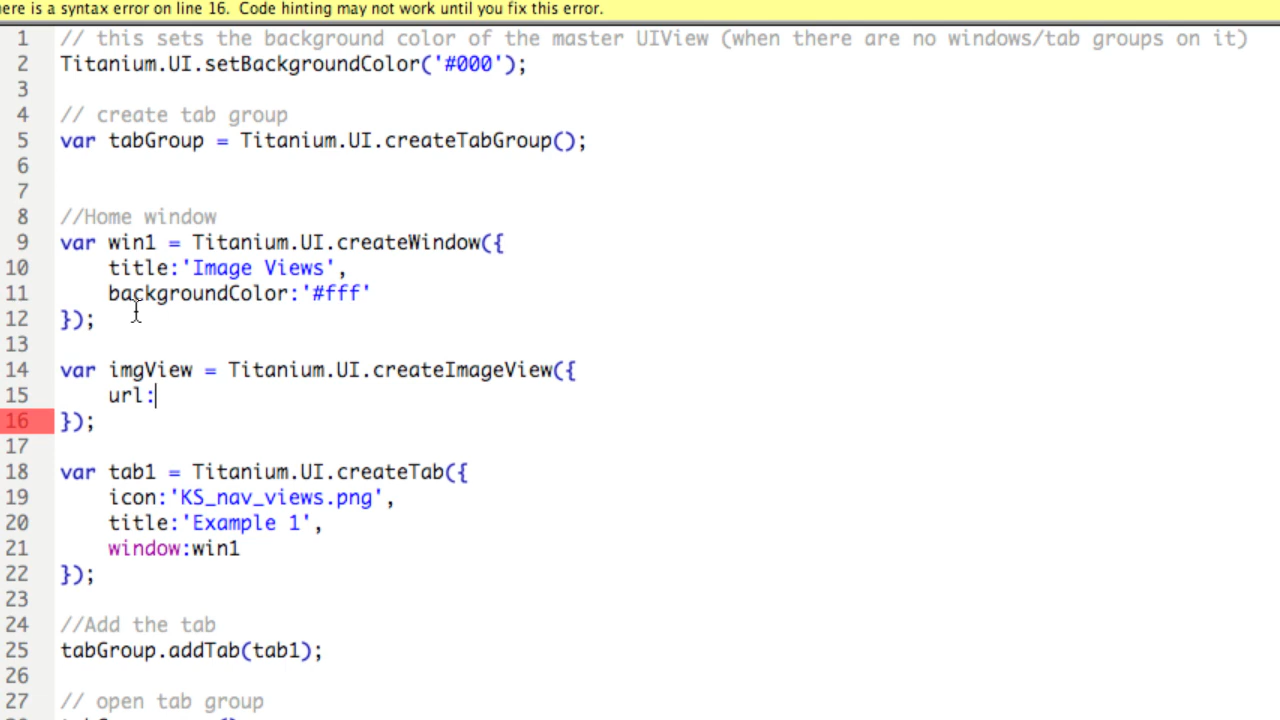 ere is a syntax error on line 16. Code hinting may not work until you fix this error.
1 // this sets the background color of the master UIView (when there are no windows/tab groups on it)
2 Titanium.UI.setBackgroundColor('#000');
3
4 // create tab group
5 var tabGroup = Titanium.UI.createTabGroup();
6
7
8 //Home window
9 var win1 = Titanium.UI.createWindow({
10 title:'Image Views',
11 backgroundColor:'#fff'
12 });
13
14 var imgView = Titanium.UI.createImageView({
15 url:
16 });
17
18 var tab1 = Titanium.UI.createTab({
19 icon:'KS_nav_views.png',
20 title:'Example 1',
21 window:win1
22 });
23
24 //Add the tab
25 tabGroup.addTab(tab1);
26
27 // open tab group